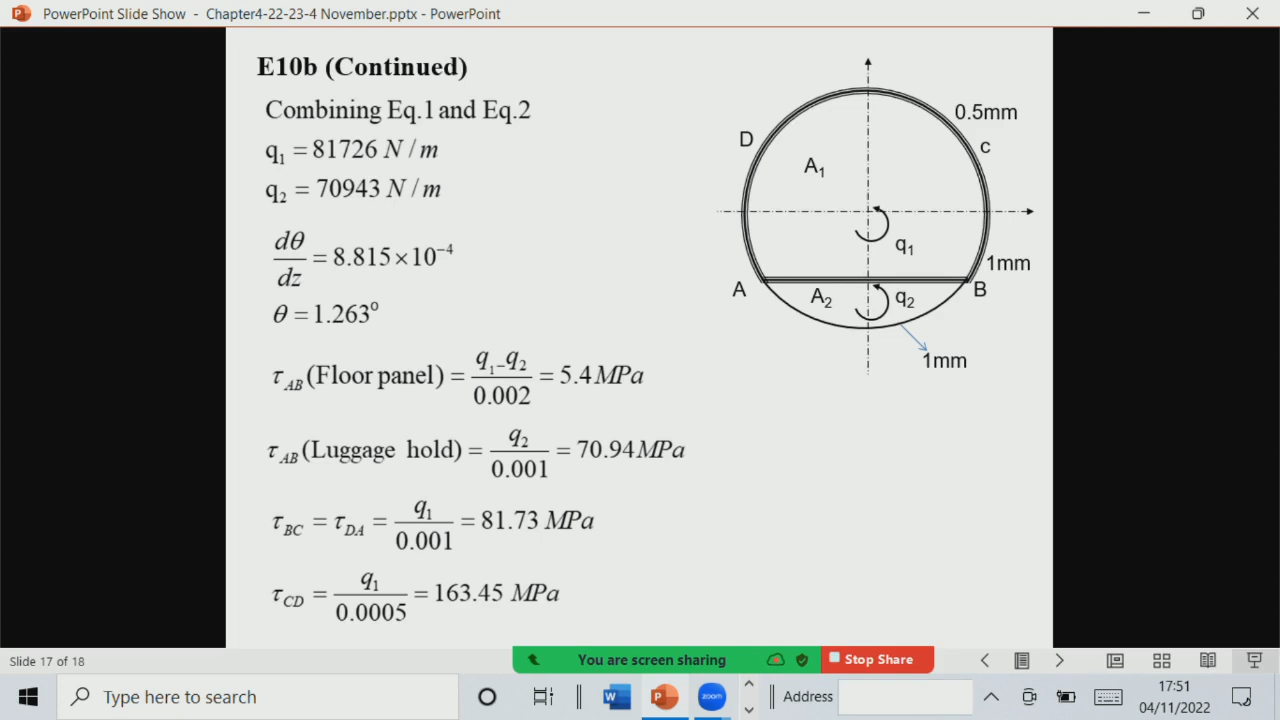 PowerPoint Slide Show - Chapter4-22-23-4 November.pptx - PowerPoint
E10b (Continued)
Combining Eq.1 and Eq.2
q₁ = 81726 N / m
q₂ = 70943 N / m
dθ/dz = 8.815×10⁻⁴
θ = 1.263°
τ_AB (Floor panel) = q₁₋q₂/0.002 = 5.4 MPa
τ_AB (Luggage hold) = q₂/0.001 = 70.94 MPa
τ_BC = τ_DA = q₁/0.001 = 81.73 MPa
τ_CD = q₁/0.0005 = 163.45 MPa
0.5mm
D
c
A₁
q₁
1mm
A
A₂
q₂
B
1mm
Slide 17 of 18
You are screen sharing
Stop Share
Type here to search
W
P
zoom
Address
17:51
04/11/2022